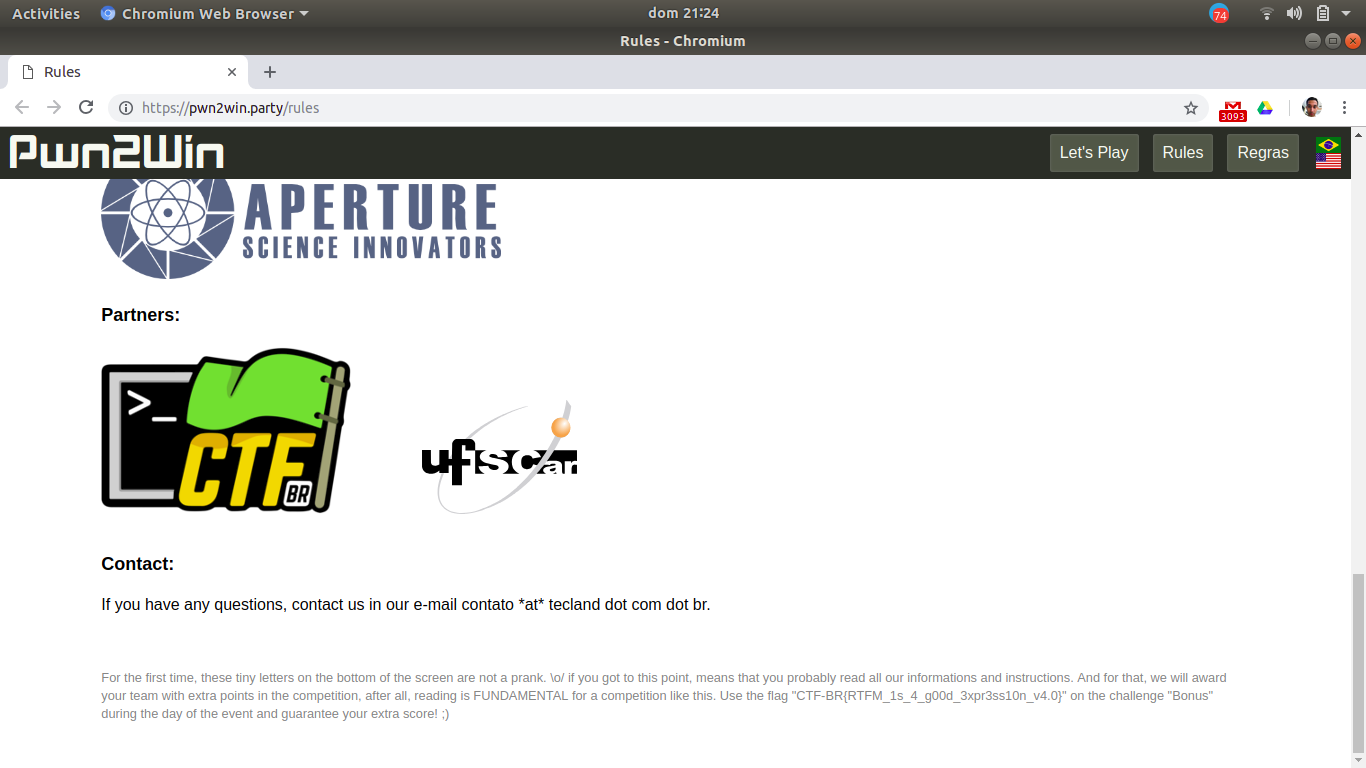 Activities Chromium Web Browser dom 21:24 74
Rules - Chromium
Rules
https://pwn2win.party/rules 3093
Pwn2Win Let's Play Rules Regras
APERTURE
SCIENCE INNOVATORS
Partners:
>_
CTF
BR
ufscar
Contact:
If you have any questions, contact us in our e-mail contato *at* tecland dot com dot br.
For the first time, these tiny letters on the bottom of the screen are not a prank. \o/ if you got to this point, means that you probably read all our informations and instructions. And for that, we will award
your team with extra points in the competition, after all, reading is FUNDAMENTAL for a competition like this. Use the flag "CTF-BR{RTFM_1s_4_g00d_3xpr3ss10n_v4.0}" on the challenge "Bonus"
during the day of the event and guarantee your extra score! ;)